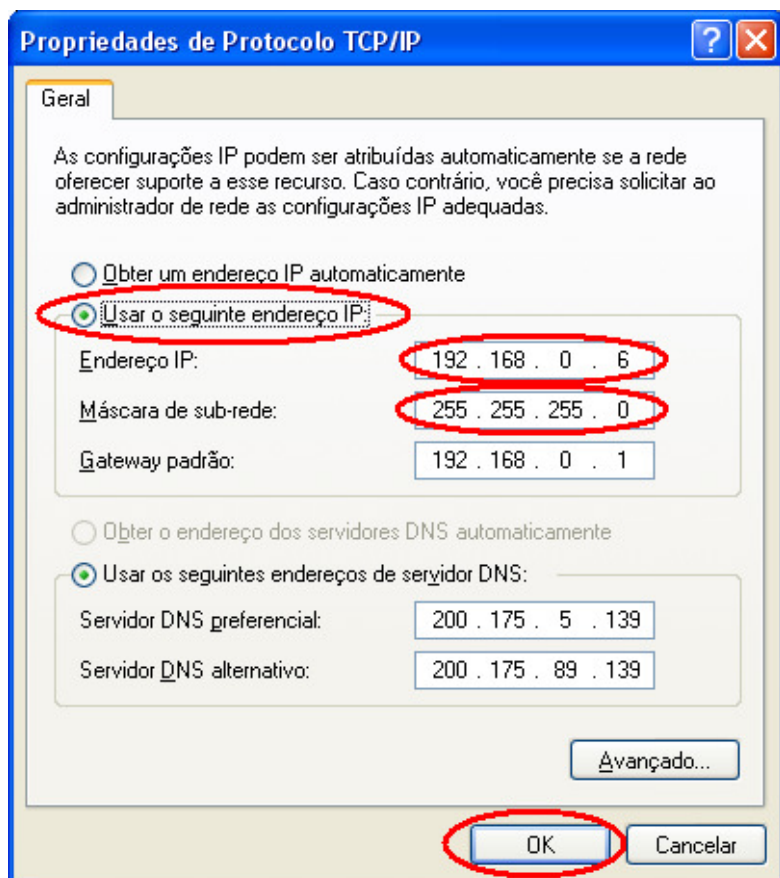 Propriedades de Protocolo TCP/IP
Geral
As configurações IP podem ser atribuídas automaticamente se a rede
oferecer suporte a esse recurso. Caso contrário, você precisa solicitar ao
administrador de rede as configurações IP adequadas.
Obter um endereço IP automaticamente
Usar o seguinte endereço IP:
Endereço IP: 192 . 168 . 0 . 6
Máscara de sub-rede: 255 . 255 . 255 . 0
Gateway padrão: 192 . 168 . 0 . 1
Obter o endereço dos servidores DNS automaticamente
Usar os seguintes endereços de servidor DNS:
Servidor DNS preferencial: 200 . 175 . 5 . 139
Servidor DNS alternativo: 200 . 175 . 89 . 139
Avançado...
OK Cancelar